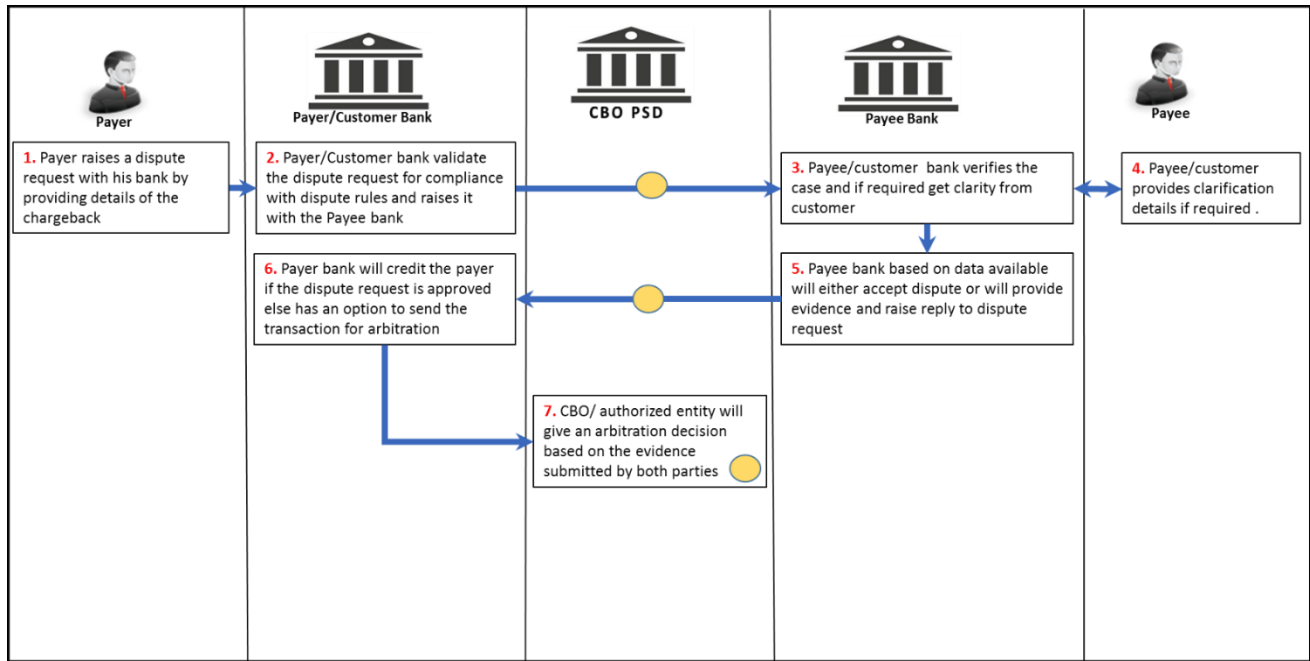 Payer
Payer/Customer Bank
CBO PSD
Payee Bank
Payee
1. Payer raises a dispute
request with his bank by
providing details of the
chargeback
2. Payer/Customer bank validate
the dispute request for compliance
with dispute rules and raises it
with the Payee bank
3. Payee/customer bank verifies the
case and if required get clarity from
customer
4. Payee/customer
provides clarification
details if required .
6. Payer bank will credit the payer
if the dispute request is approved
else has an option to send the
transaction for arbitration
5. Payee bank based on data available
will either accept dispute or will provide
evidence and raise reply to dispute
request
7. CBO/ authorized entity will
give an arbitration decision
based on the evidence
submitted by both parties